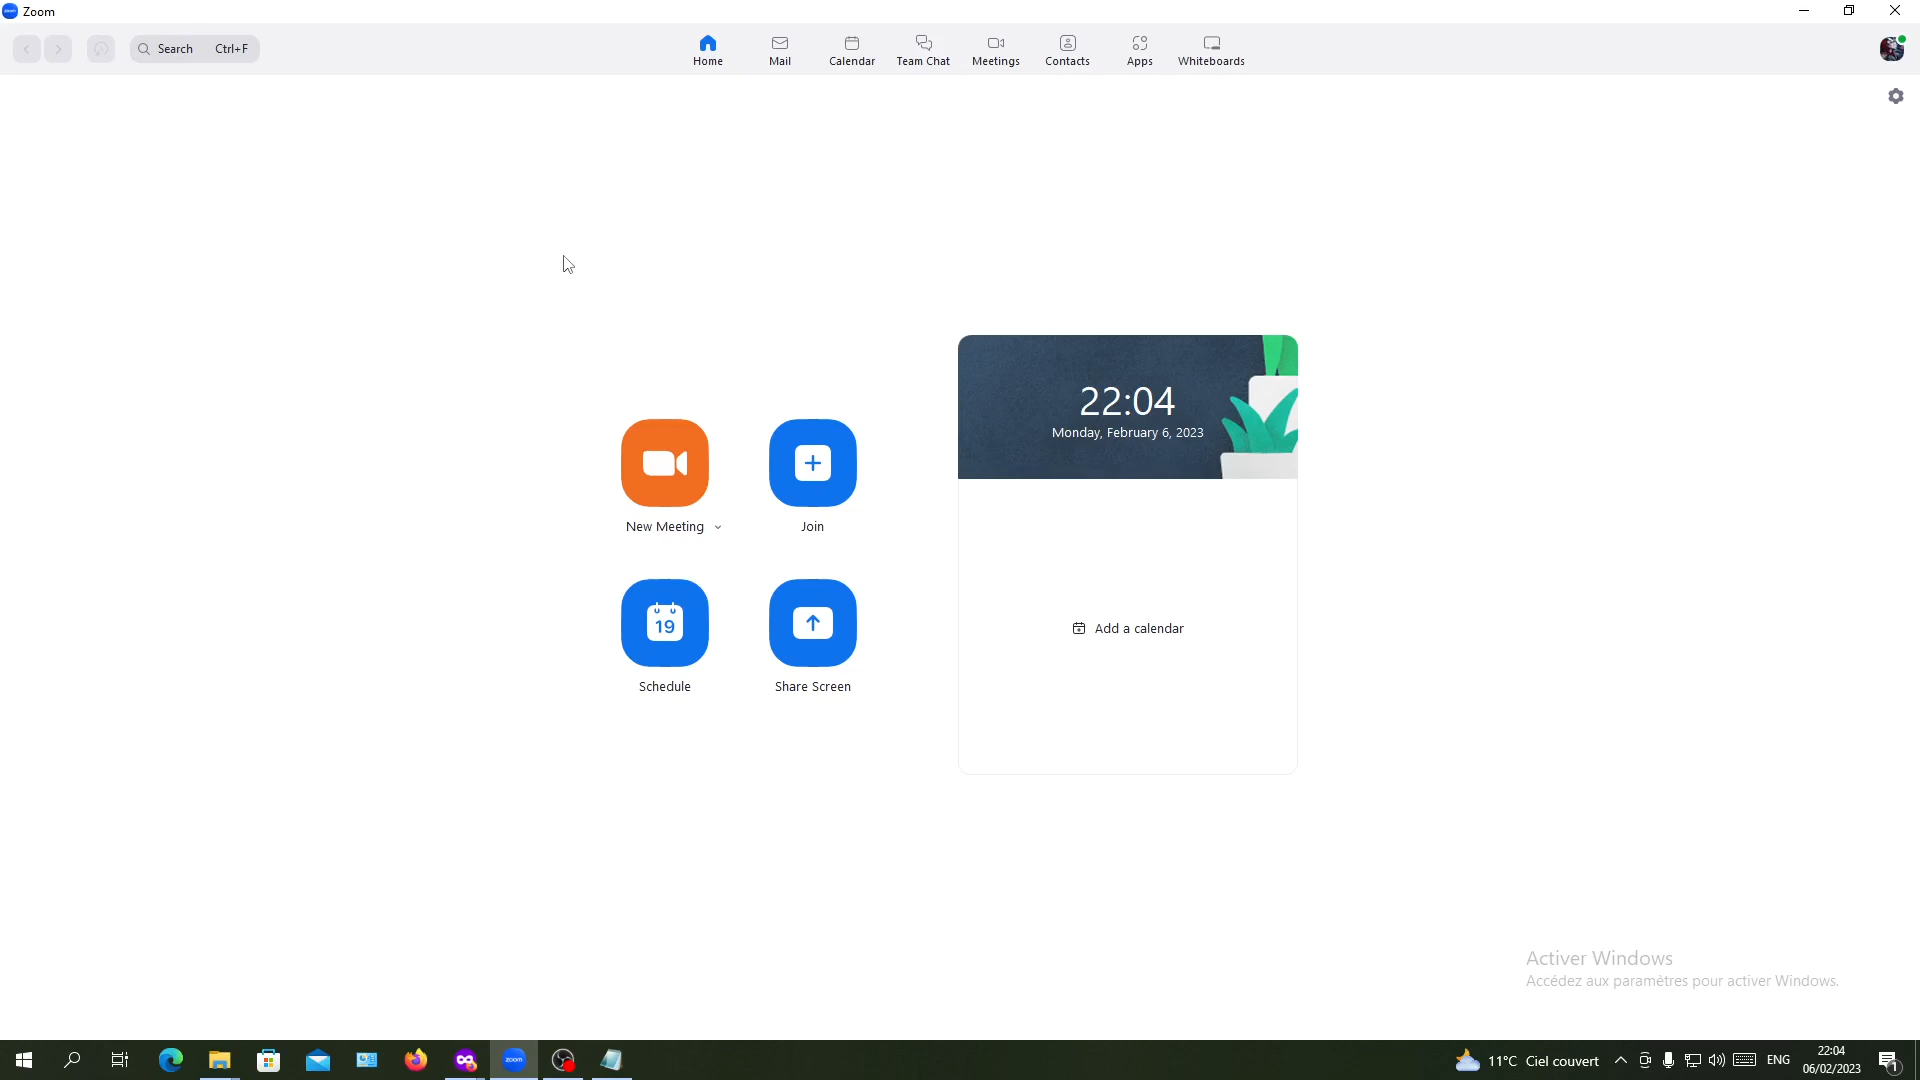 Zoom
Search Ctrl+F
Home
Mail
Calendar
Team Chat
Meetings
Contacts
Apps
Whiteboards
22:04
Monday, February 6, 2023
New Meeting
Join
19
Schedule
Share Screen
Add a calendar
Activer Windows
Accédez aux paramètres pour activer Windows.
zoom
11°C Ciel couvert
ENG
22:04
06/02/2023
1